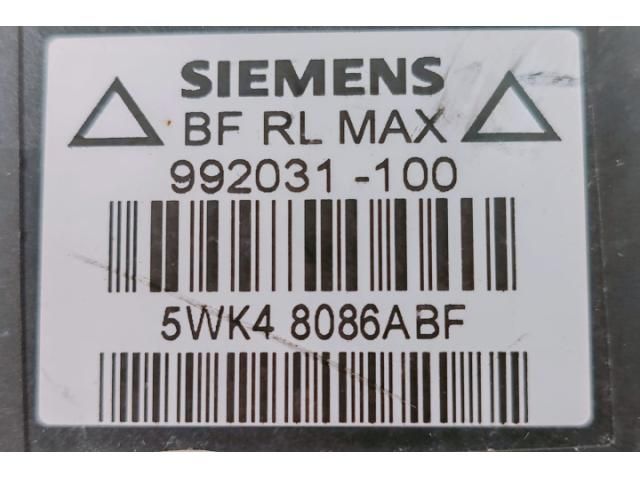 SIEMENS
BF RL MAX
992031-100
5WK4 8086ABF